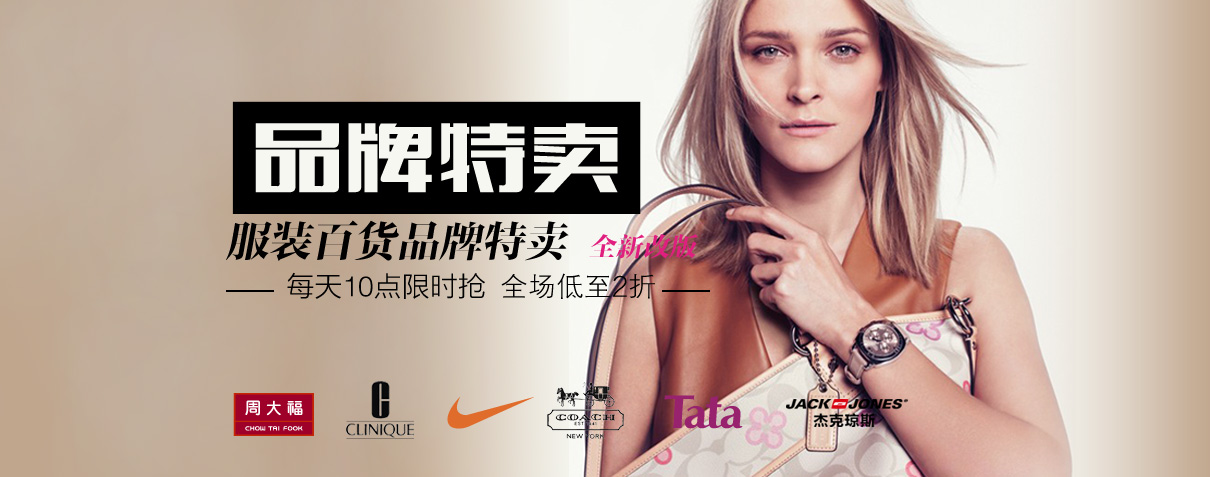 品牌特卖
服装百货品牌特卖 全新改版
每天10点限时抢 全场低至2折
周大福
CHOW TAI FOOK
C
CLINIQUE
COACH
EST. 1941
NEW YORK
Tata
JACK JONES®
杰克琼斯